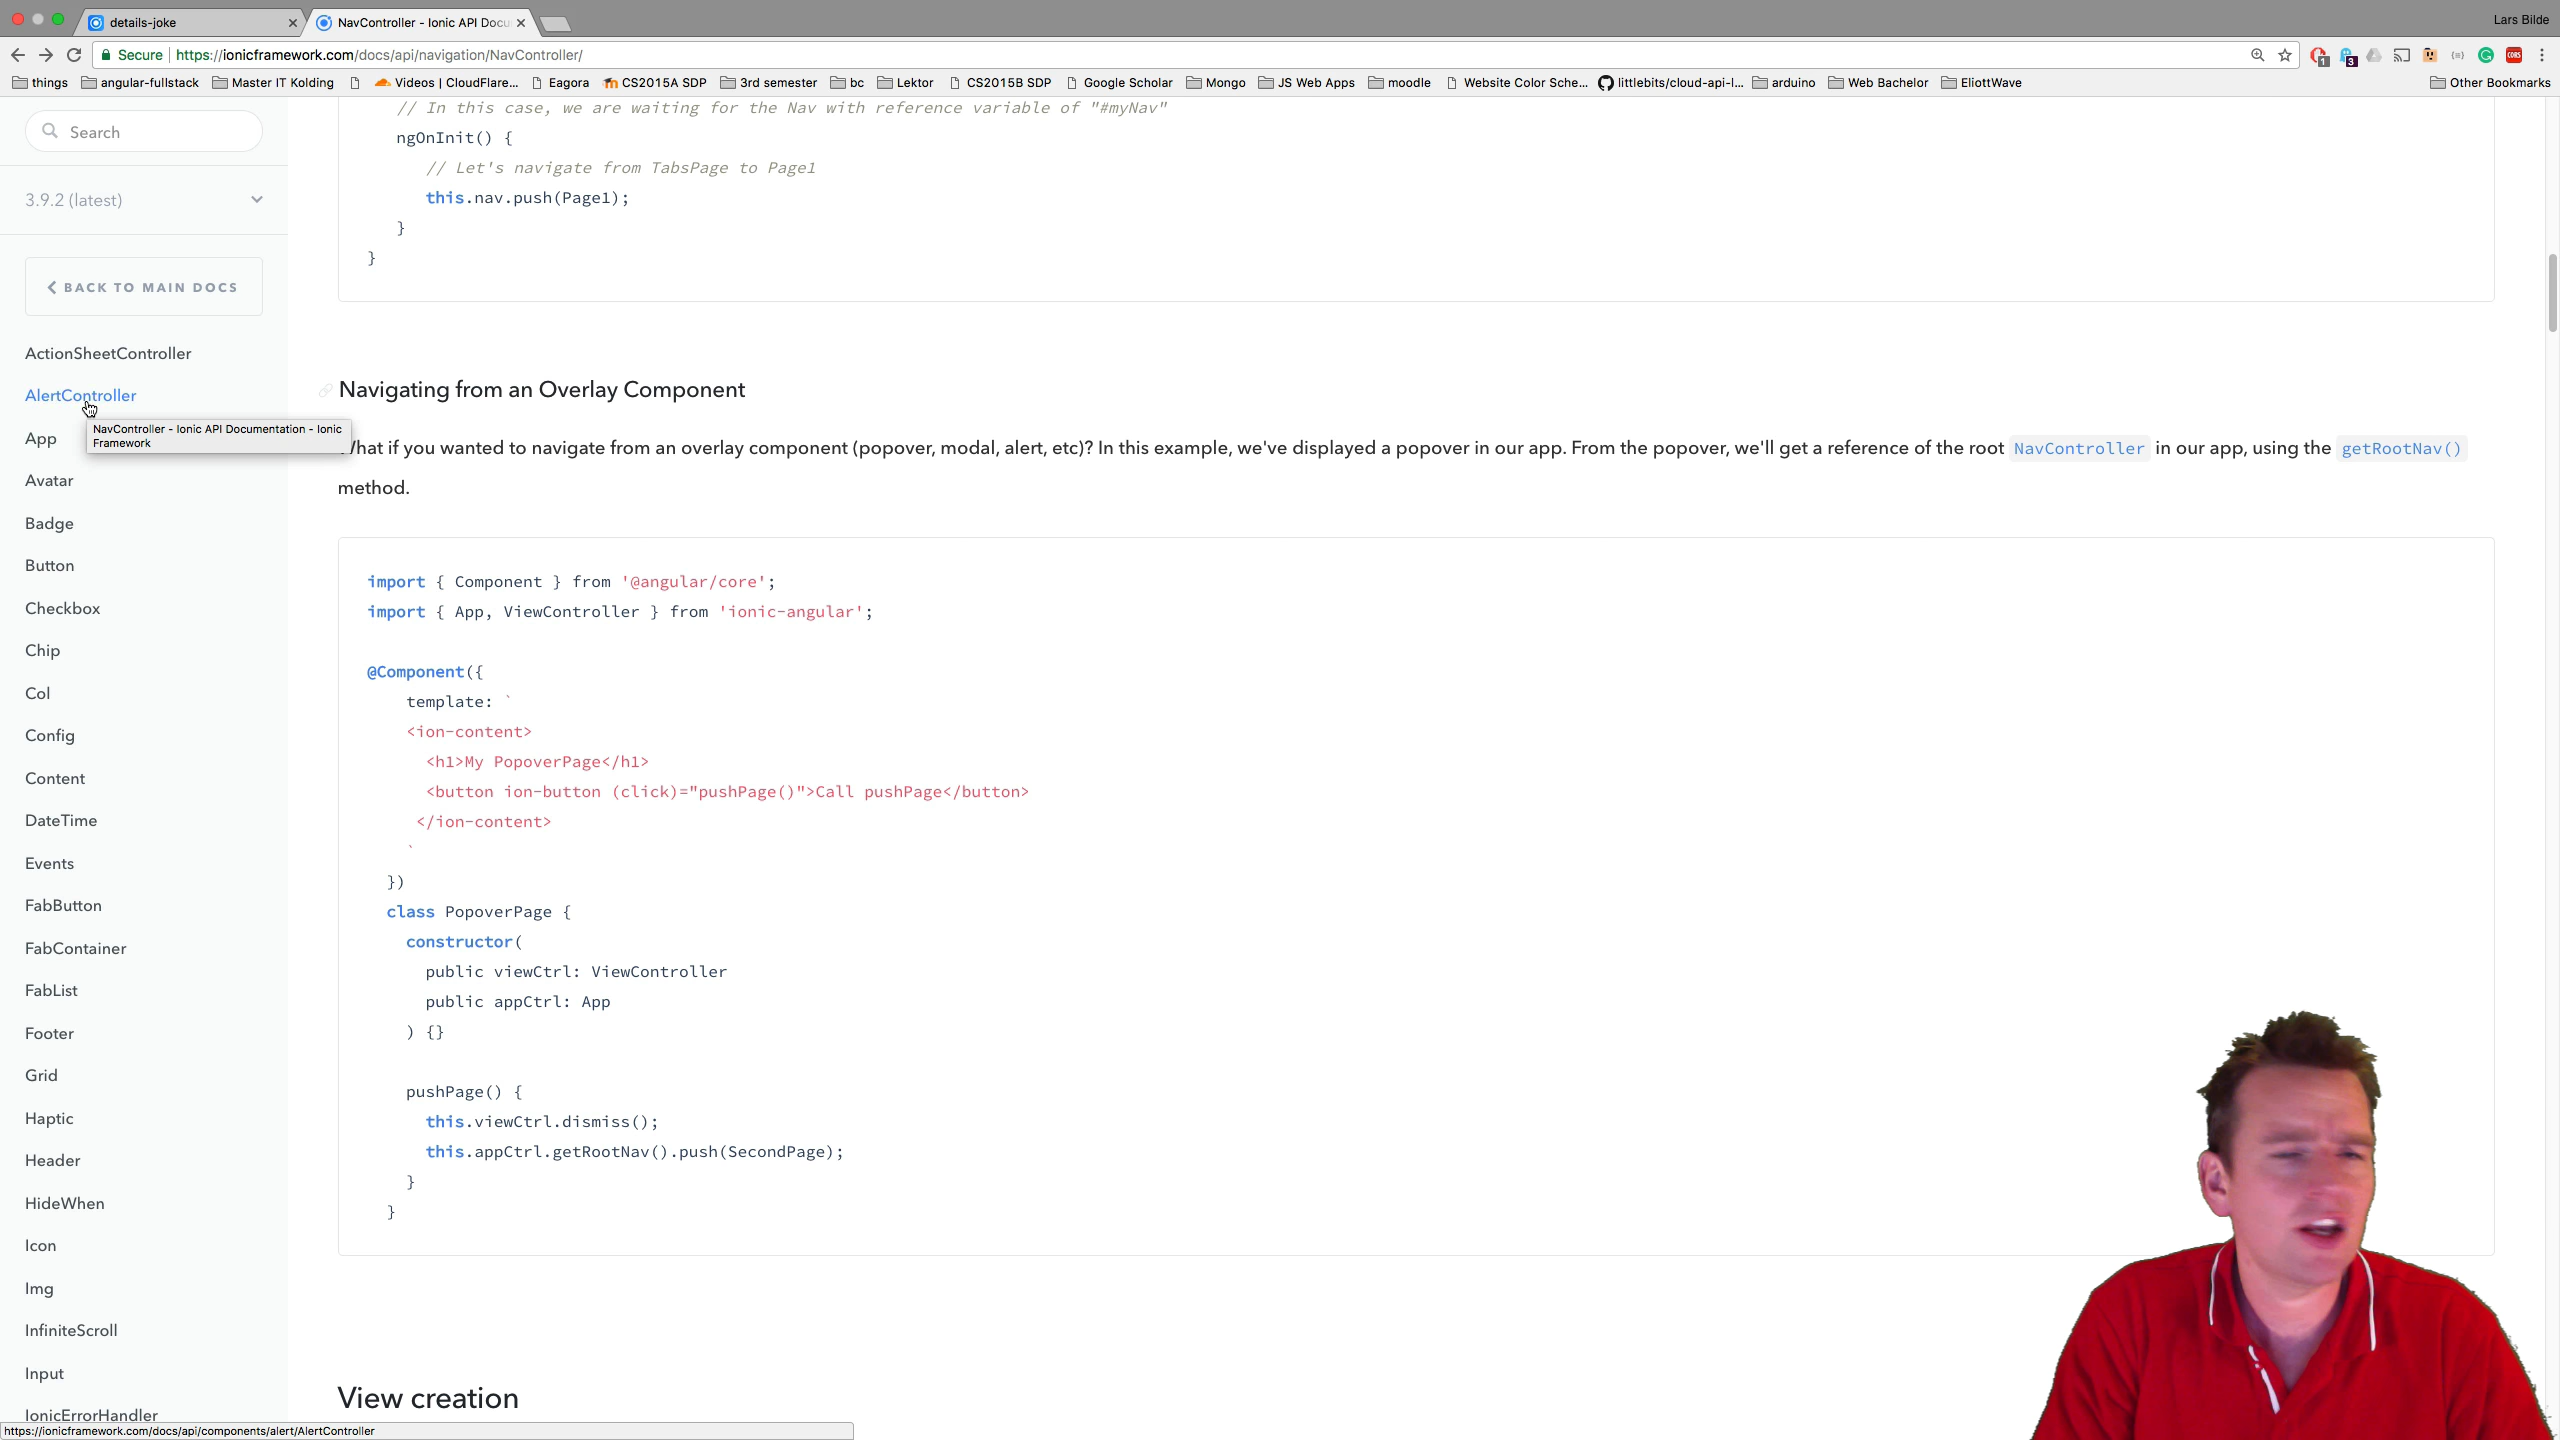 details-joke
NavController - Ionic API Docu
Lars Bilde
Secure https://ionicframework.com/docs/api/navigation/NavController/
things angular-fullstack Master IT Kolding Videos | CloudFlare... Eagora CS2015A SDP 3rd semester bc Lektor CS2015B SDP Google Scholar Mongo JS Web Apps moodle Website Color Sche... littlebits/cloud-api-l... arduino Web Bachelor EliottWave Other Bookmarks
Search
3.9.2 (latest)
BACK TO MAIN DOCS
ActionSheetController
AlertController
NavController - Ionic API Documentation - Ionic
Framework
App
Avatar
Badge
Button
Checkbox
Chip
Col
Config
Content
DateTime
Events
FabButton
FabContainer
FabList
Footer
Grid
Haptic
Header
HideWhen
Icon
Img
InfiniteScroll
Input
IonicErrorHandler
https://ionicframework.com/docs/api/components/alert/AlertController
// In this case, we are waiting for the Nav with reference variable of "#myNav"
ngOnInit() {
// Let's navigate from TabsPage to Page1
this.nav.push(Page1);
}
}
Navigating from an Overlay Component
What if you wanted to navigate from an overlay component (popover, modal, alert, etc)? In this example, we've displayed a popover in our app. From the popover, we'll get a reference of the root NavController in our app, using the getRootNav()
method.
import { Component } from '@angular/core';
import { App, ViewController } from 'ionic-angular';
@Component({
template: `
<ion-content>
<h1>My PopoverPage</h1>
<button ion-button (click)="pushPage()">Call pushPage</button>
</ion-content>
`
})
class PopoverPage {
constructor(
public viewCtrl: ViewController
public appCtrl: App
) {}
pushPage() {
this.viewCtrl.dismiss();
this.appCtrl.getRootNav().push(SecondPage);
}
}
View creation